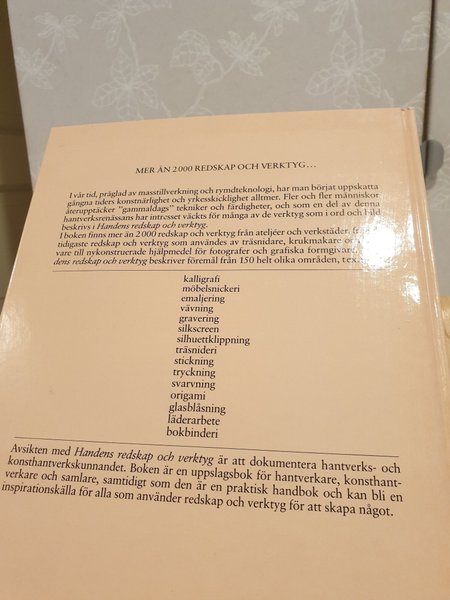 MER ÄN 2000 REDSKAP OCH VERKTYG...
I vår tid, präglad av masstillverkning och rymdteknologi, har man börjat uppskatta
gångna tiders konstnärlighet och yrkesskicklighet alltmer. Fler och fler människor
återupptäcker "gammaldags" tekniker och färdigheter, och som en del av denna
hantverksrenässans har intresset väckts för många av de verktyg som i ord och bild
beskrivs i Handens redskap och verktyg.
I boken finns mer än 2000 redskap och verktyg från ateljéer och verkstäder.
tidigaste redskap och verktyg som användes av träsnidare, krukmakare och
vare till nykonstruerade hjälpmedel för fotografer och grafiska formgivare.
dens redskap och verktyg beskriver föremål från 150 helt olika områden, t.ex.
kalligrafi
möbelsnickeri
emaljering
vävning
gravering
silkscreen
silhuettklippning
träsnideri
stickning
tryckning
svarvning
origami
glasblåsning
läderarbete
bokbinderi
Avsikten med Handens redskap och verktyg är att dokumentera hantverks- och
konsthantverkskunnandet. Boken är en uppslagsbok för hantverkare, konsthant-
verkare och samlare, samtidigt som den är en praktisk handbok och kan bli en
inspirationskälla för alla som använder redskap och verktyg för att skapa något.